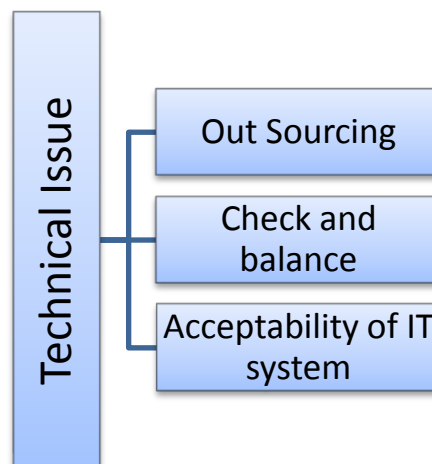 Technical Issue
Out Sourcing
Check and
balance
Acceptability of IT
system